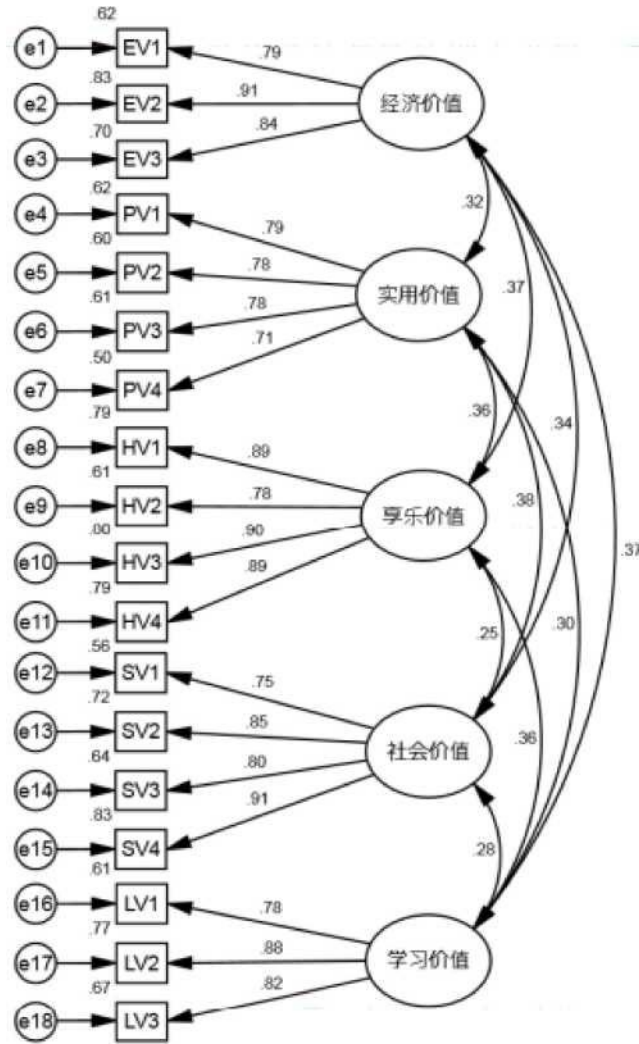 .62
e1 EV1 .79
.83
e2 EV2 .91 经济价值
.70
e3 EV3 .84
.62
e4 PV1 .79 .32
.60
e5 PV2 .78 实用价值 .37
.61
e6 PV3 .78
.50
e7 PV4 .71
.79
e8 HV1 .89 .36 .34
.61
e9 HV2 .78 享乐价值 .38
.00
e10 HV3 .90 .37
.79
e11 HV4 .89 .25 .30
.56
e12 SV1 .75
.72
e13 SV2 .85 社会价值 .36
.64
e14 SV3 .80
.83
e15 SV4 .91 .28
.61
e16 LV1 .78
.77
e17 LV2 .88 学习价值
.67
e18 LV3 .82